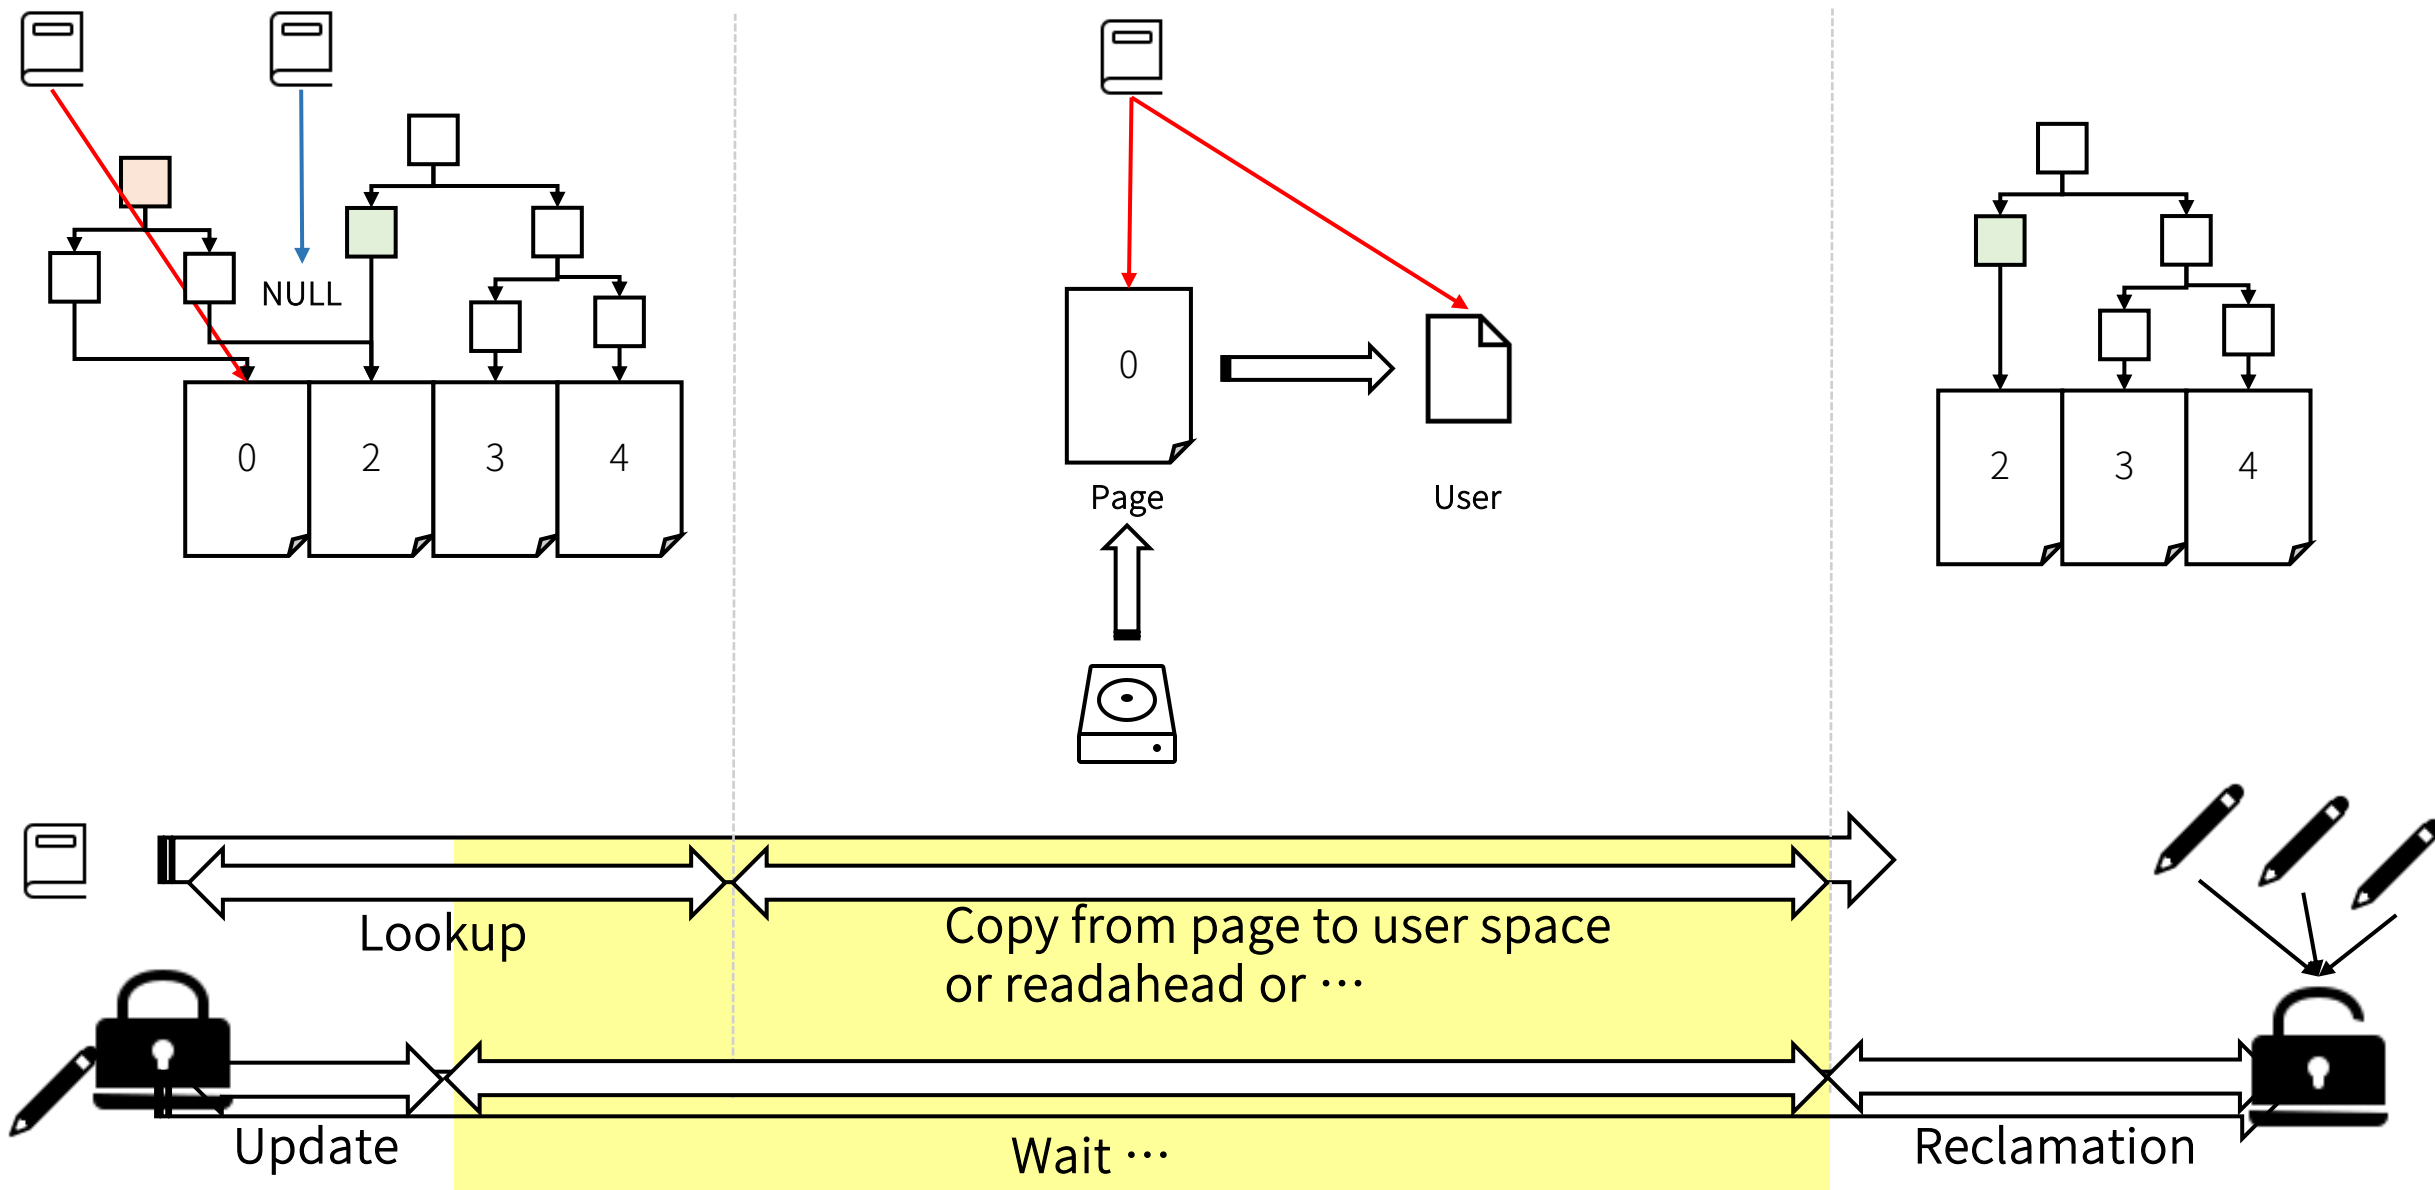 NULL
0
2
3
4
0
Page
User
2
3
4
Lookup
Copy from page to user space
or readahead or ⋯
Update
Wait ⋯
Reclamation